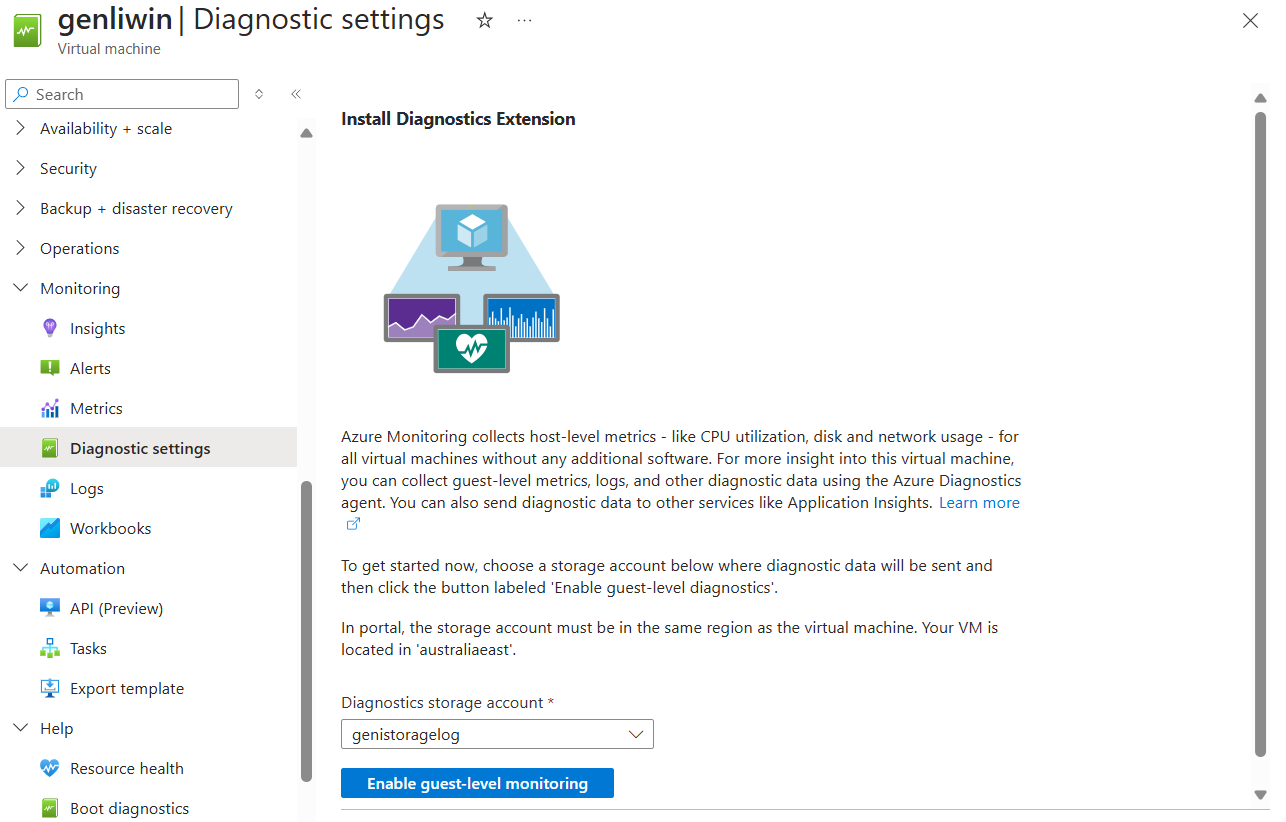 genliwin | Diagnostic settings
Virtual machine
Search
Availability + scale
Security
Backup + disaster recovery
Operations
Monitoring
Insights
Alerts
Metrics
Diagnostic settings
Logs
Workbooks
Automation
API (Preview)
Tasks
Export template
Help
Resource health
Boot diagnostics
Install Diagnostics Extension
Azure Monitoring collects host-level metrics - like CPU utilization, disk and network usage - for
all virtual machines without any additional software. For more insight into this virtual machine,
you can collect guest-level metrics, logs, and other diagnostic data using the Azure Diagnostics
agent. You can also send diagnostic data to other services like Application Insights. Learn more
To get started now, choose a storage account below where diagnostic data will be sent and
then click the button labeled 'Enable guest-level diagnostics'.
In portal, the storage account must be in the same region as the virtual machine. Your VM is
located in 'australiaeast'.
Diagnostics storage account *
genistoragelog
Enable guest-level monitoring